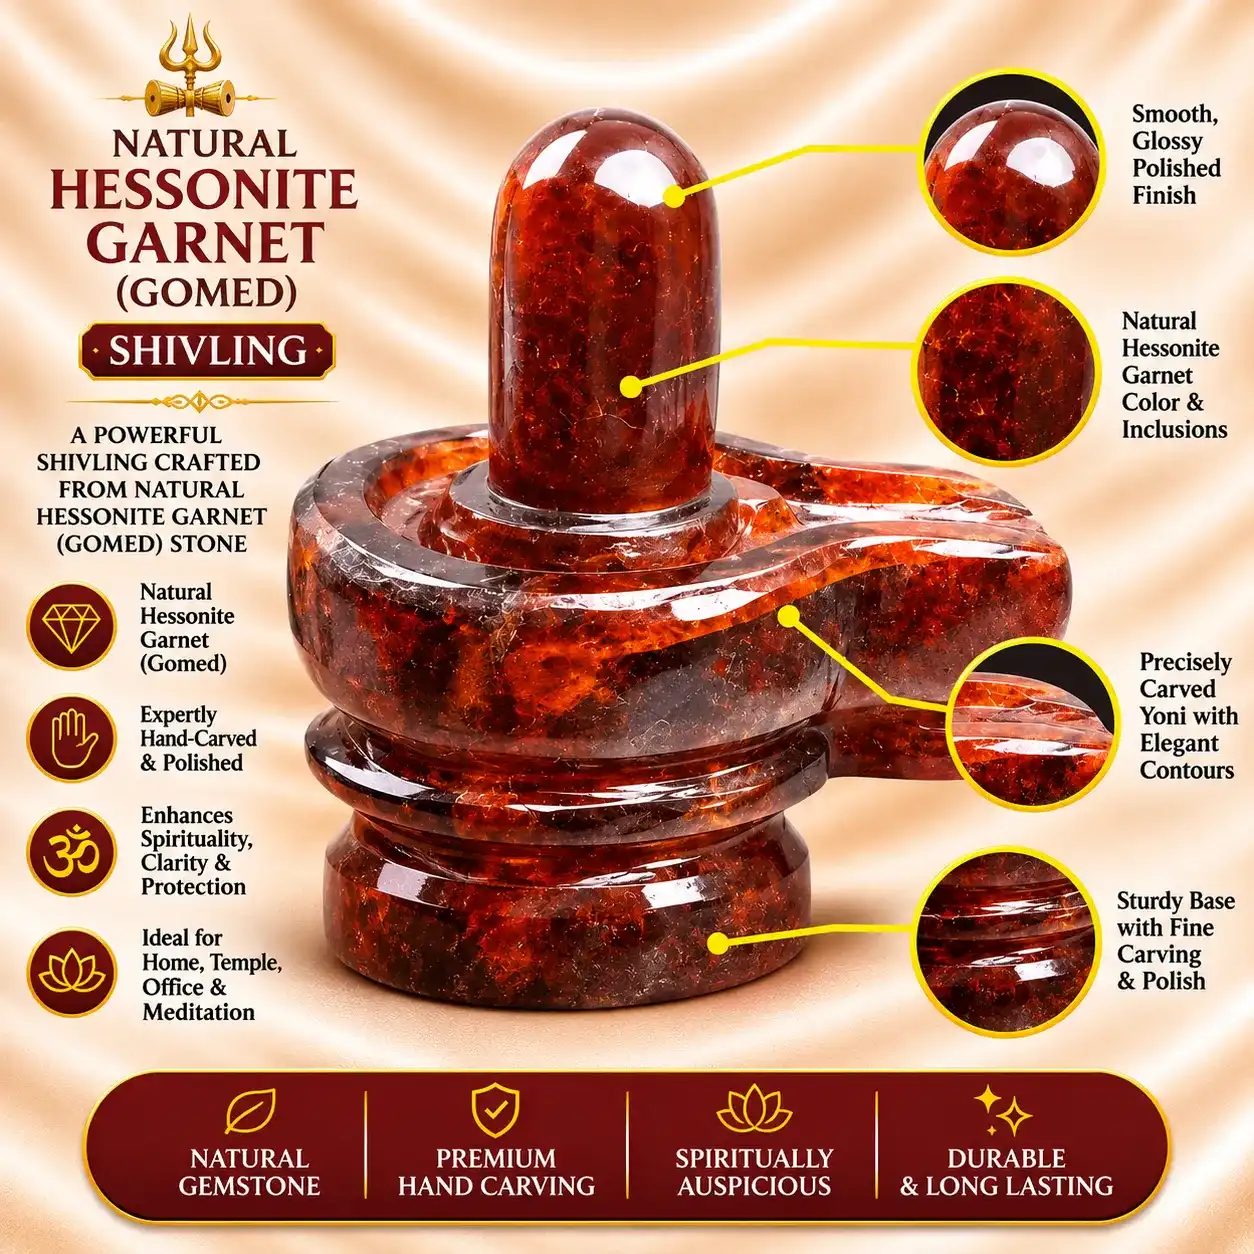 NATURAL
HESSONITE
GARNET
(GOMED)
SHIVLING
A POWERFUL
SHIVLING CRAFTED
FROM NATURAL
HESSONITE GARNET
(GOMED) STONE
Natural
Hessonite
Garnet
(Gomed)
Expertly
Hand-Carved
& Polished
ॐ
Enhances
Spirituality,
Clarity &
Protection
Ideal for
Home, Temple,
Office &
Meditation
Smooth,
Glossy
Polished
Finish
Natural
Hessonite
Garnet
Color &
Inclusions
Precisely
Carved
Yoni with
Elegant
Contours
Sturdy Base
with Fine
Carving
& Polish
NATURAL
GEMSTONE
PREMIUM
HAND CARVING
SPIRITUALLY
AUSPICIOUS
DURABLE
& LONG LASTING